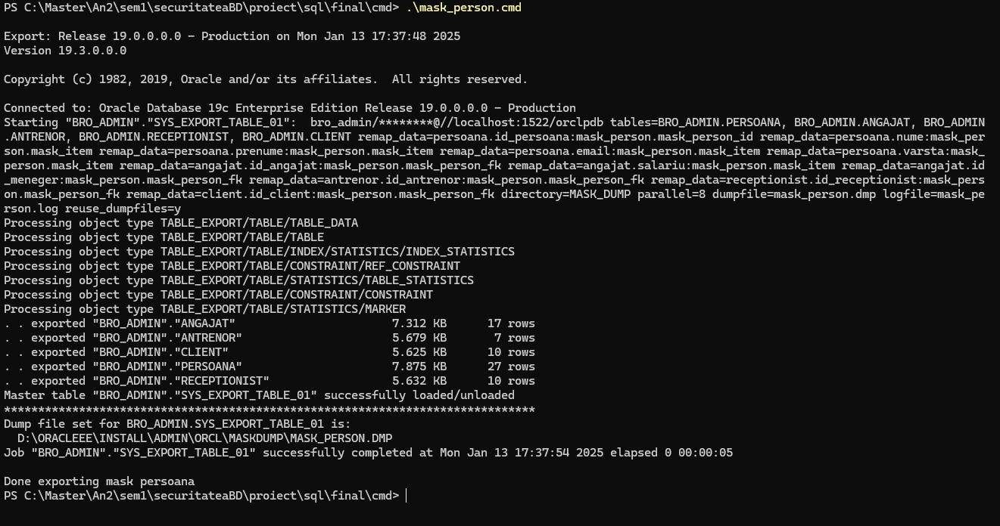 PS C:\Master\An2\sem1\securitateaBD\proiect\sql\final\cmd> .\mask_person.cmd
Export: Release 19.0.0.0.0 - Production on Mon Jan 13 17:37:48 2025
Version 19.3.0.0.0
Copyright (c) 1982, 2019, Oracle and/or its affiliates.  All rights reserved.
Connected to: Oracle Database 19c Enterprise Edition Release 19.0.0.0.0 - Production
Starting "BRO_ADMIN"."SYS_EXPORT_TABLE_01":  bro_admin/********@//localhost:1522/orclpdb tables=BRO_ADMIN.PERSOANA, BRO_ADMIN.ANGAJAT, BRO_ADMIN
.ANTRENOR, BRO_ADMIN.RECEPTIONIST, BRO_ADMIN.CLIENT remap_data=persoana.id_persoana:mask_person.mask_person_id remap_data=persoana.nume:mask_per
son.mask_item remap_data=persoana.prenume:mask_person.mask_item remap_data=persoana.email:mask_person.mask_item remap_data=persoana.varsta:mask_
person.mask_item remap_data=angajat.id_angajat:mask_person.mask_person_fk remap_data=angajat.salariu:mask_person.mask_item remap_data=angajat.id
_meneger:mask_person.mask_person_fk remap_data=antrenor.id_antrenor:mask_person.mask_person_fk remap_data=receptionist.id_receptionist:mask_pers
on.mask_person_fk remap_data=client.id_client:mask_person.mask_person_fk directory=MASK_DUMP parallel=8 dumpfile=mask_person.dmp logfile=mask_pe
rson.log reuse_dumpfiles=y
Processing object type TABLE_EXPORT/TABLE/TABLE_DATA
Processing object type TABLE_EXPORT/TABLE/TABLE
Processing object type TABLE_EXPORT/TABLE/INDEX/STATISTICS/INDEX_STATISTICS
Processing object type TABLE_EXPORT/TABLE/CONSTRAINT/REF_CONSTRAINT
Processing object type TABLE_EXPORT/TABLE/STATISTICS/TABLE_STATISTICS
Processing object type TABLE_EXPORT/TABLE/CONSTRAINT/CONSTRAINT
Processing object type TABLE_EXPORT/TABLE/STATISTICS/MARKER
. . exported "BRO_ADMIN"."ANGAJAT"                       7.312 KB      17 rows
. . exported "BRO_ADMIN"."ANTRENOR"                      5.679 KB       7 rows
. . exported "BRO_ADMIN"."CLIENT"                        5.625 KB      10 rows
. . exported "BRO_ADMIN"."PERSOANA"                      7.875 KB      27 rows
. . exported "BRO_ADMIN"."RECEPTIONIST"                  5.632 KB      10 rows
Master table "BRO_ADMIN"."SYS_EXPORT_TABLE_01" successfully loaded/unloaded
******************************************************************************
Dump file set for BRO_ADMIN.SYS_EXPORT_TABLE_01 is:
  D:\ORACLEEE\INSTALL\ADMIN\ORCL\MASKDUMP\MASK_PERSON.DMP
Job "BRO_ADMIN"."SYS_EXPORT_TABLE_01" successfully completed at Mon Jan 13 17:37:54 2025 elapsed 0 00:00:05
Done exporting mask persoana
PS C:\Master\An2\sem1\securitateaBD\proiect\sql\final\cmd>